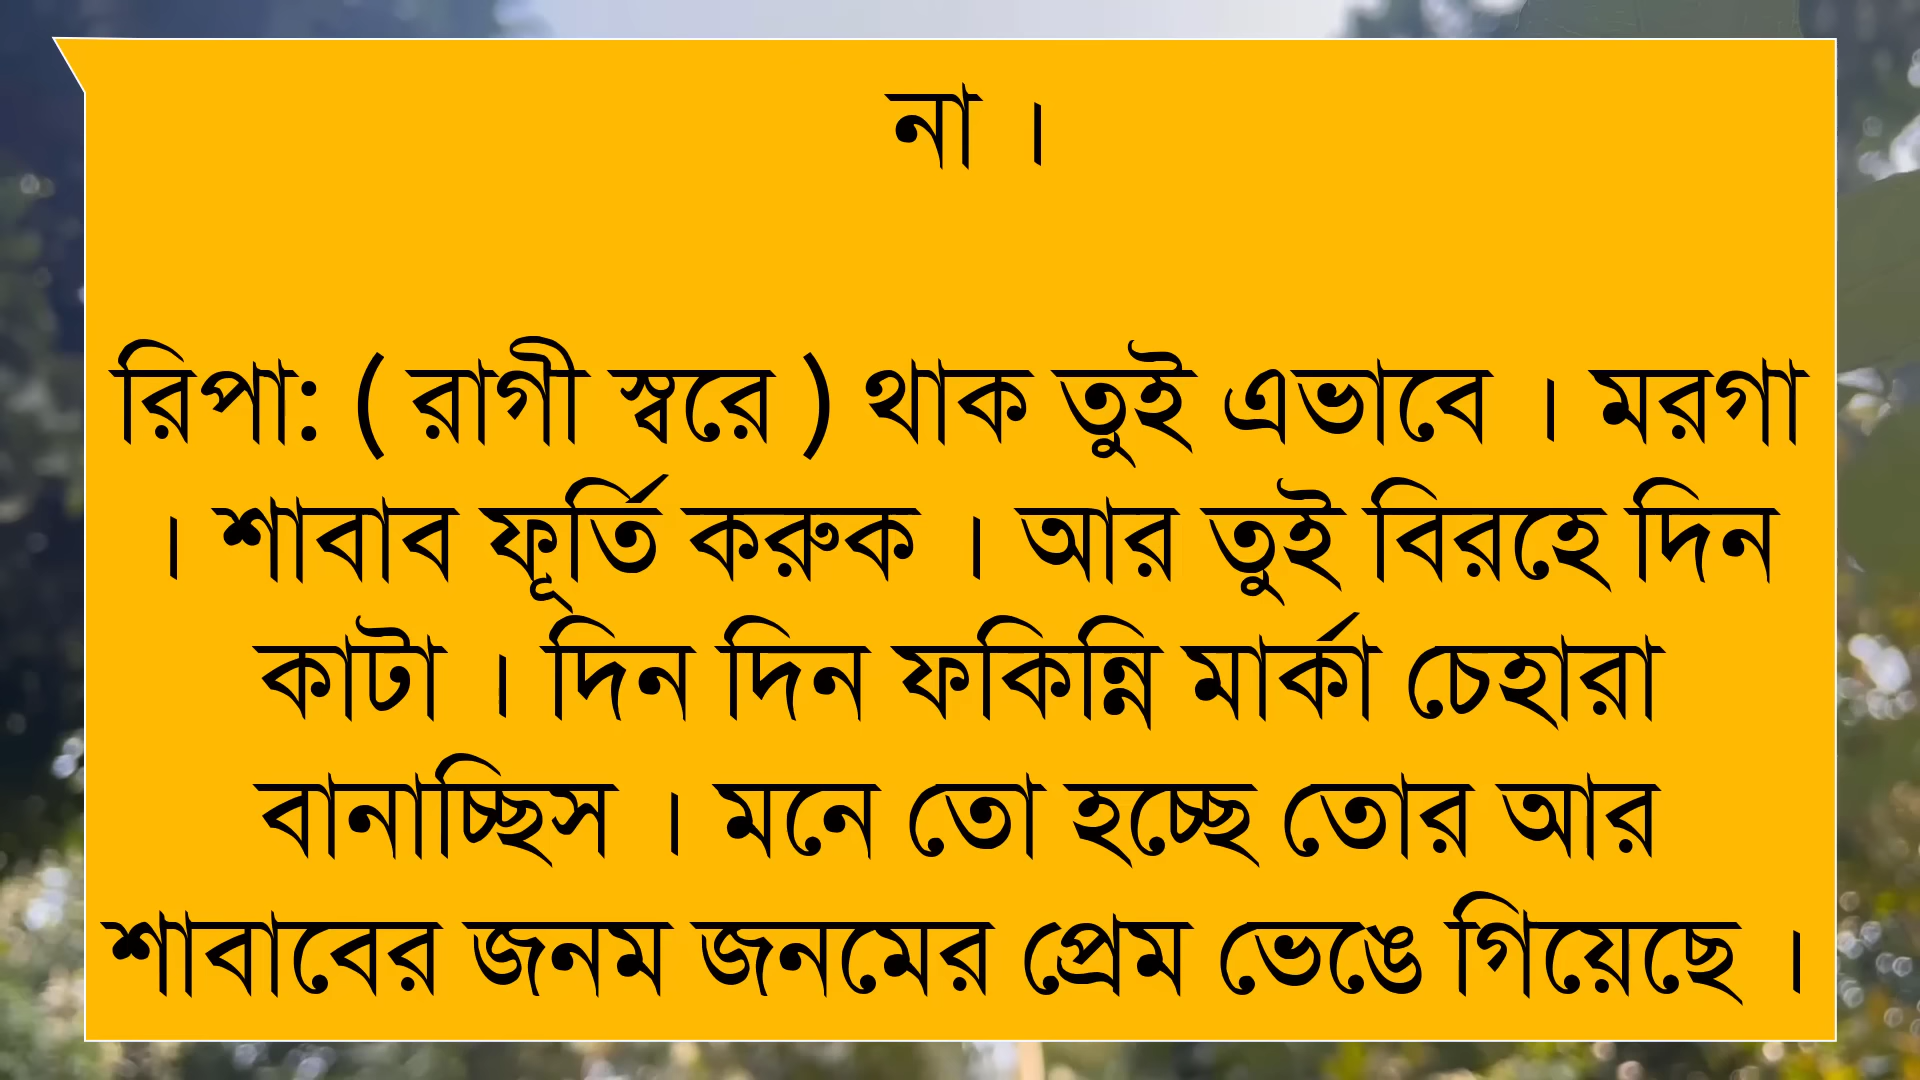 না ।
রিপা: ( রাগী স্বরে ) থাক তুই এভাবে । মরগা
। শাবাব ফূর্তি করুক । আর তুই বিরহে দিন
কাটা । দিন দিন ফকিন্নি মার্কা চেহারা
বানাচ্ছিস । মনে তো হচ্ছে তোর আর
শাবাবের জনম জনমের প্রেম ভেঙে গিয়েছে ।